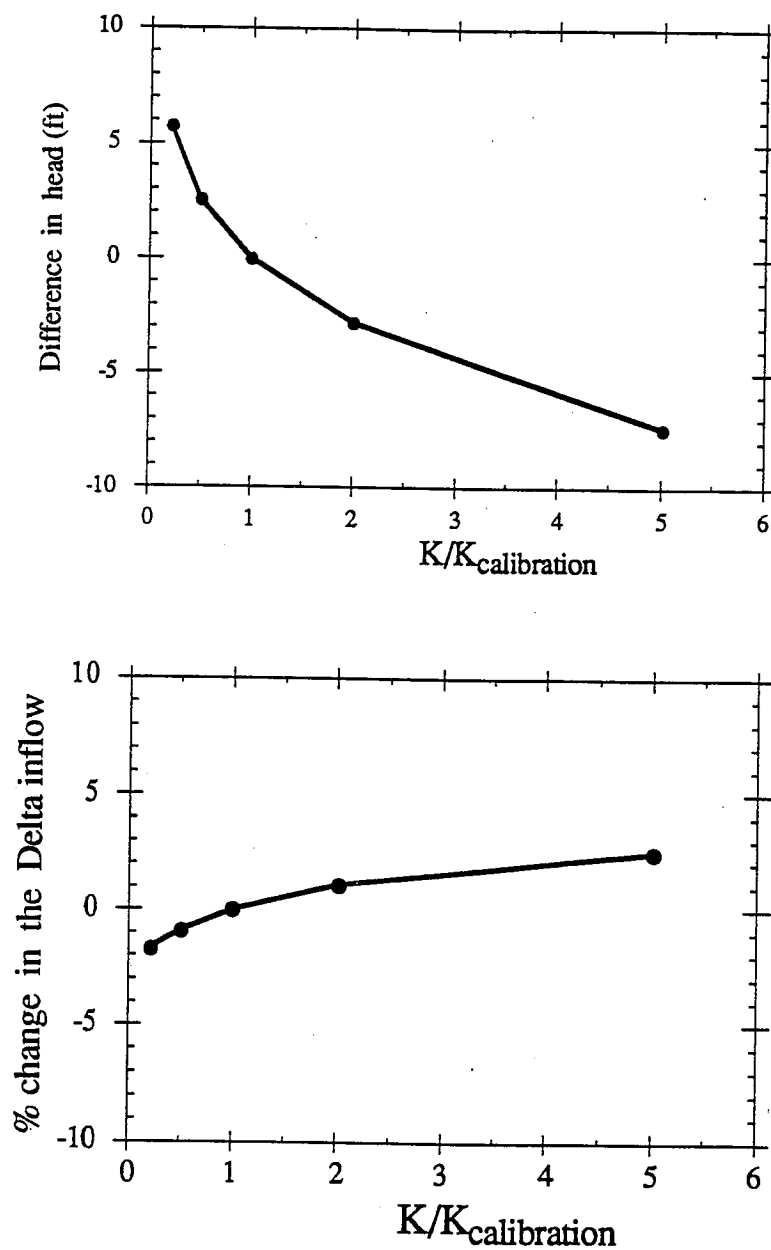 10
5
0
-5
-10
Difference in head (ft)
0 1 2 3 4 5 6
K/Kcalibration
10
5
0
-5
-10
% change in the Delta inflow
0 1 2 3 4 5 6
K/Kcalibration